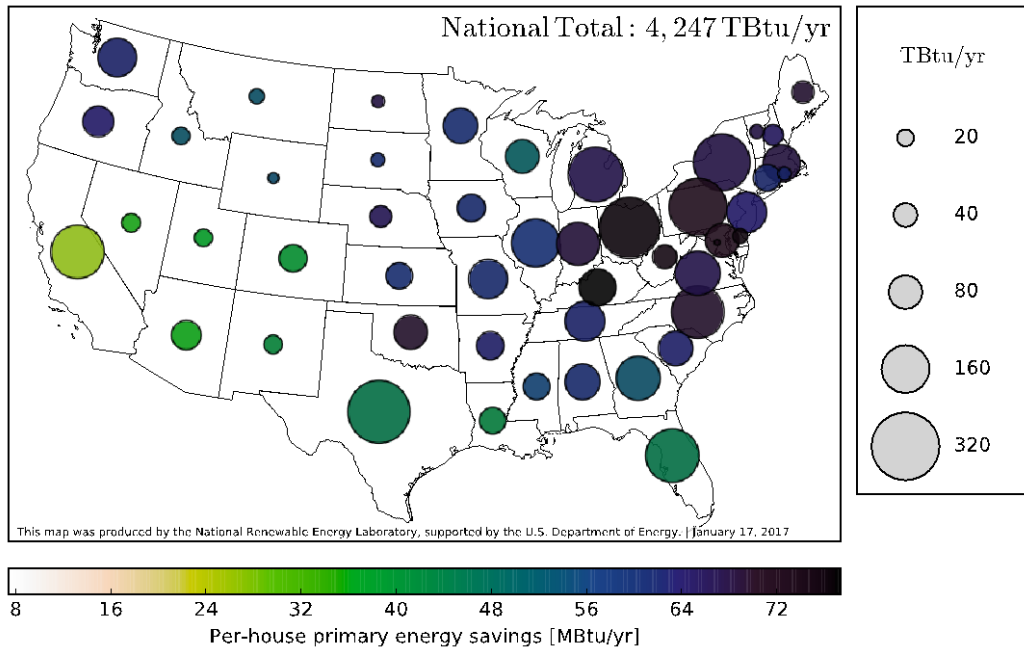 National Total: 4, 247 TBtu/yr
TBtu/yr
20
40
80
160
320
This map was produced by the National Renewable Energy Laboratory, supported by the U.S. Department of Energy. | January 17, 2017
8 16 24 32 40 48 56 64 72
Per-house primary energy savings [MBtu/yr]